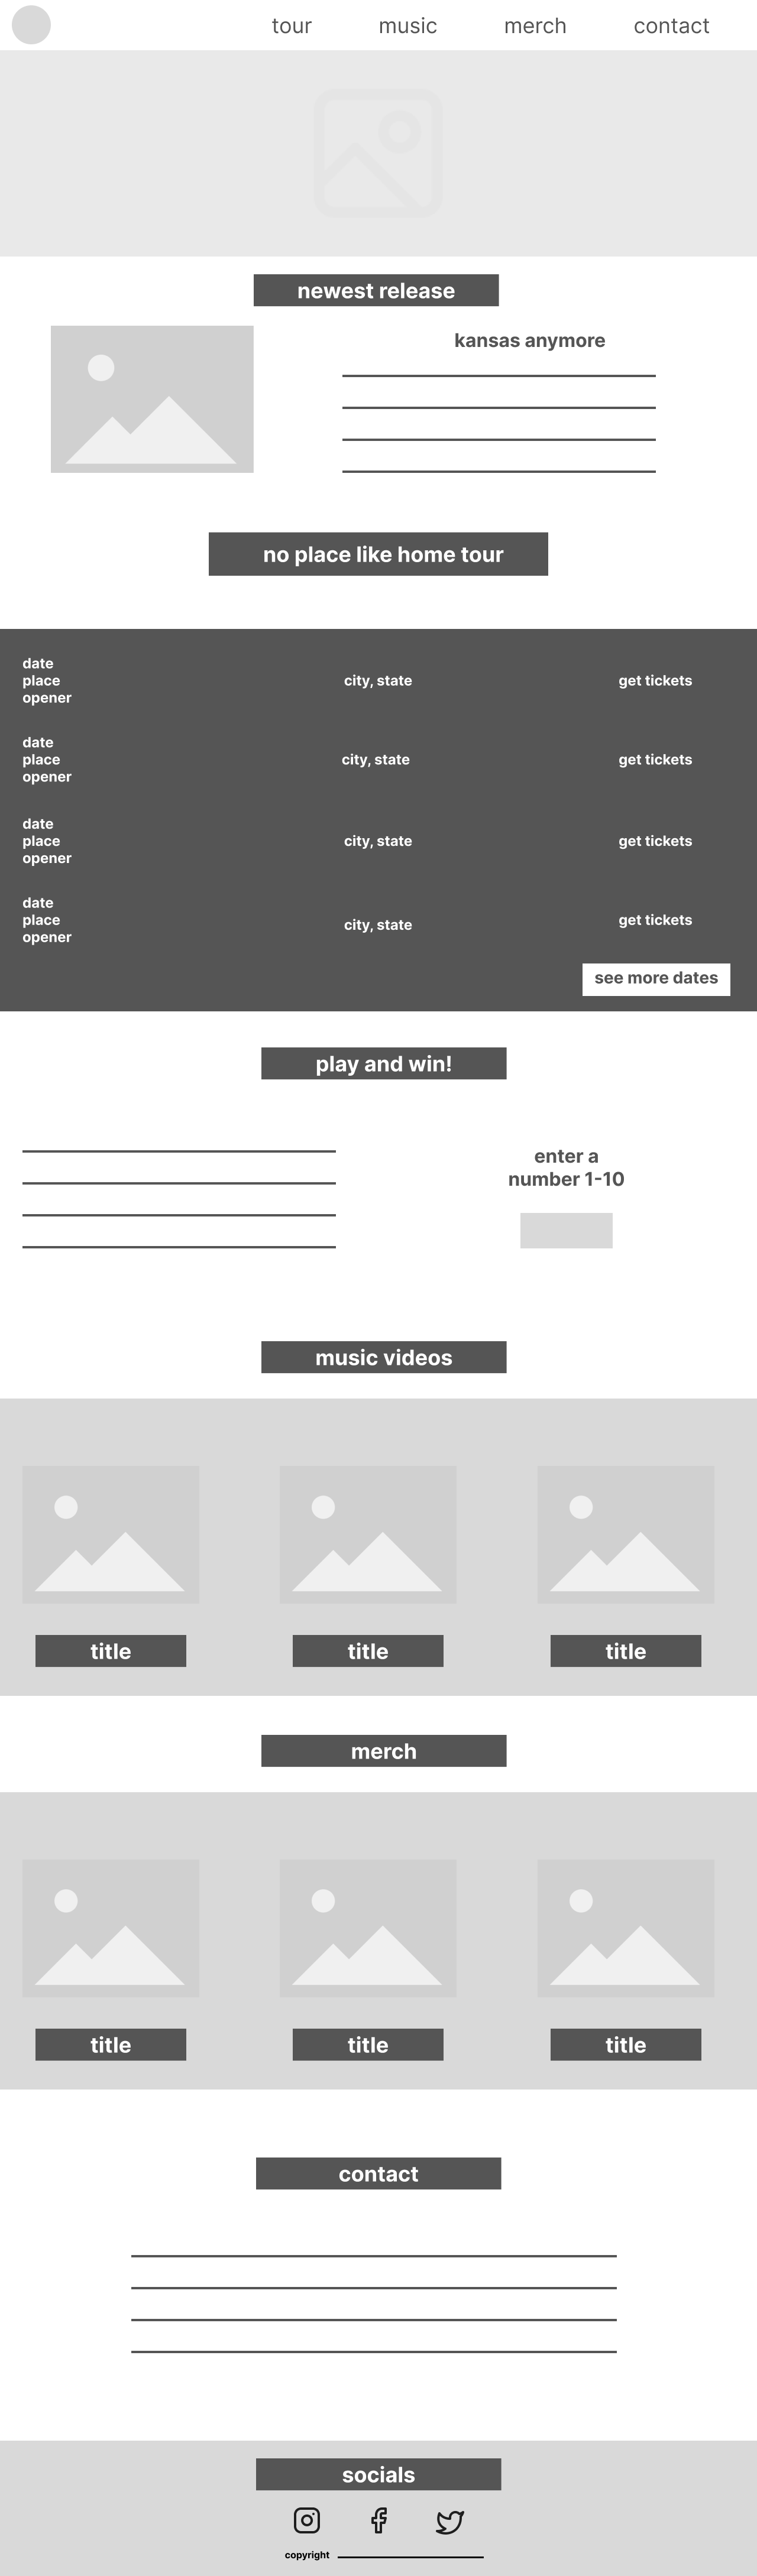 tour music merch contact
newest release
kansas anymore
no place like home tour
date
place
opener
city, state
get tickets
date
place
opener
city, state
get tickets
date
place
opener
city, state
get tickets
date
place
opener
city, state
get tickets
see more dates
play and win!
enter a
number 1-10
music videos
title title title
merch
title title title
contact
socials
copyright